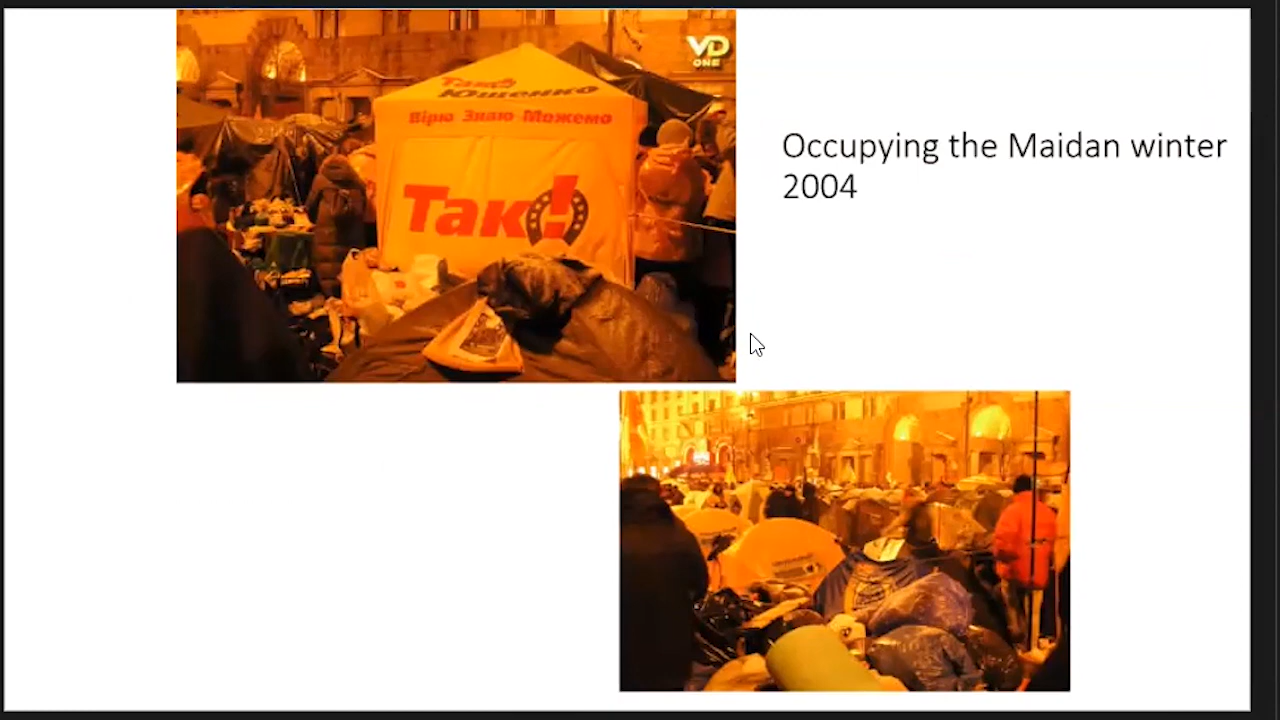 VD
ONE
Так!
Ющенко
Вірю Знаю Можемо
Так!
Occupying the Maidan winter
2004